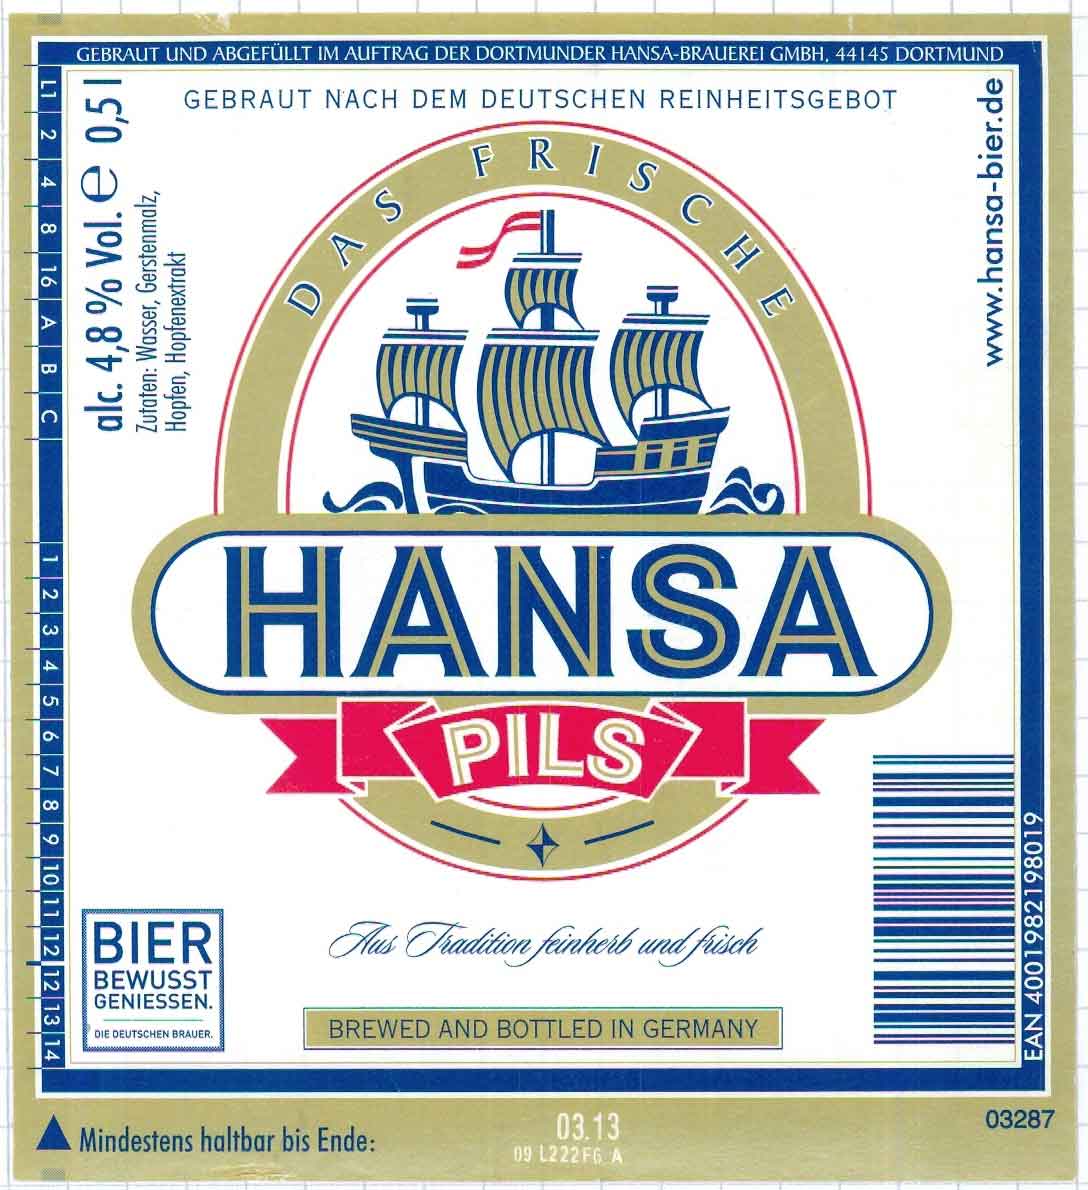 GEBRAUT UND ABGEFÜLLT IM AUFTRAG DER DORTMUNDER HANSA-BRAUEREI GMBH, 44145 DORTMUND
GEBRAUT NACH DEM DEUTSCHEN REINHEITSGEBOT
L1 2 4 8 16 A B C
1 2 3 4 5 6 7 8 9 10 11 12 12 13 14
alc. 4,8 % Vol. ℮ 0,5 l
Zutaten: Wasser, Gerstenmalz,
Hopfen, Hopfenextrakt
www.hansa-bier.de
DAS FRISCHE
HANSA
PILS
Aus Tradition feinherb und frisch
BREWED AND BOTTLED IN GERMANY
BIER
BEWUSST
GENIESSEN.
DIE DEUTSCHEN BRAUER.
EAN 4001982198019
03287
Mindestens haltbar bis Ende:
03.13
09 L222F6 A